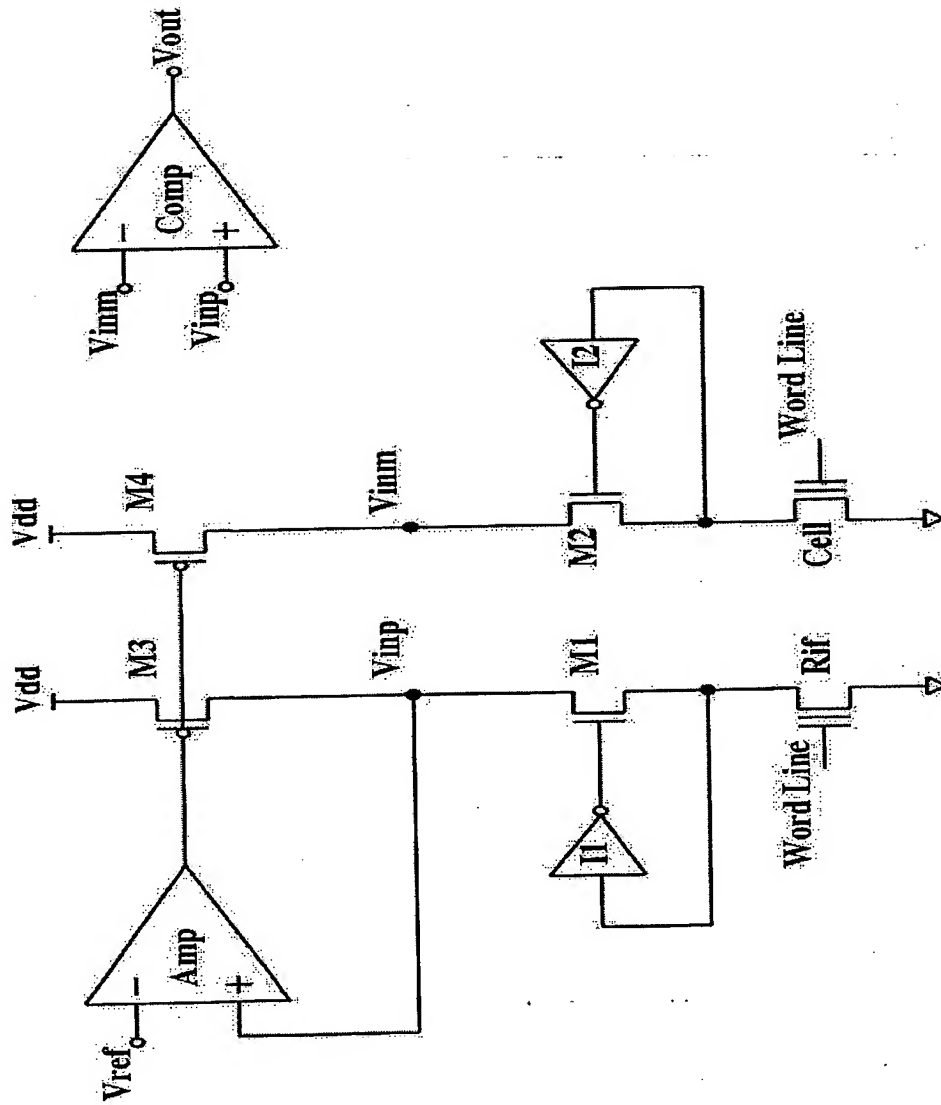 Vdd
Vdd
M3
M4
Vref
−
+
Amp
Vinp
Vinm
M1
M2
I1
I2
Word Line
Rif
Cell
Word Line
Vinm
Vinp
−
+
Comp
Vout